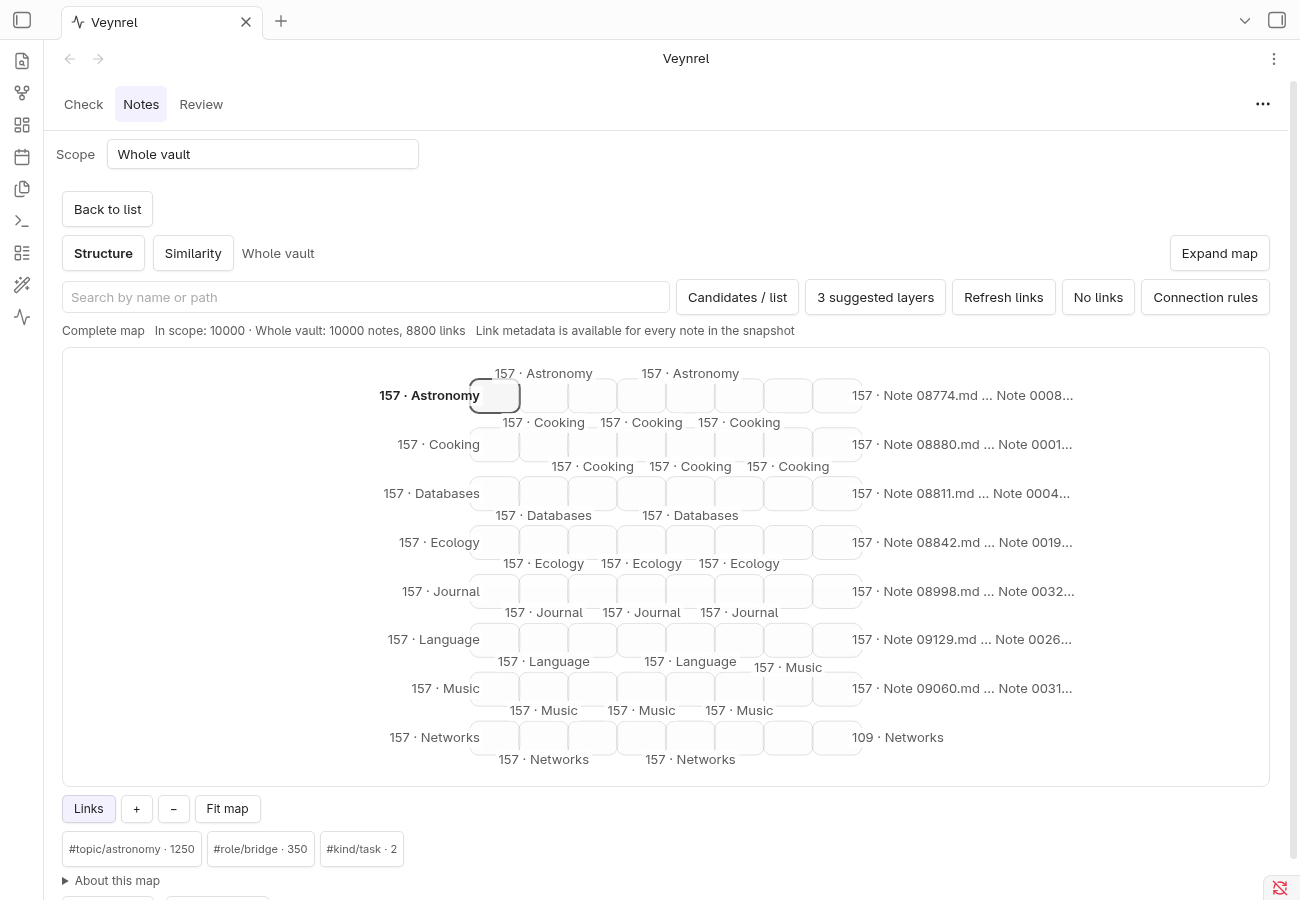 Veynrel
Veynrel
Check Notes Review
Scope Whole vault
Back to list
Structure Similarity Whole vault Expand map
Search by name or path Candidates / list 3 suggested layers Refresh links No links Connection rules
Complete map In scope: 10000 · Whole vault: 10000 notes, 8800 links Link metadata is available for every note in the snapshot
157 · Astronomy 157 · Astronomy
157 · Astronomy 157 · Note 08774.md ... Note 0008...
157 · Cooking 157 · Cooking 157 · Cooking
157 · Cooking 157 · Note 08880.md ... Note 0001...
157 · Cooking 157 · Cooking 157 · Cooking
157 · Databases 157 · Note 08811.md ... Note 0004...
157 · Databases 157 · Databases
157 · Ecology 157 · Note 08842.md ... Note 0019...
157 · Ecology 157 · Ecology 157 · Ecology
157 · Journal 157 · Note 08998.md ... Note 0032...
157 · Journal 157 · Journal 157 · Journal
157 · Language 157 · Note 09129.md ... Note 0026...
157 · Language 157 · Language 157 · Music
157 · Music 157 · Note 09060.md ... Note 0031...
157 · Music 157 · Music 157 · Music
157 · Networks 109 · Networks
157 · Networks 157 · Networks
Links + − Fit map
#topic/astronomy · 1250 #role/bridge · 350 #kind/task · 2
About this map